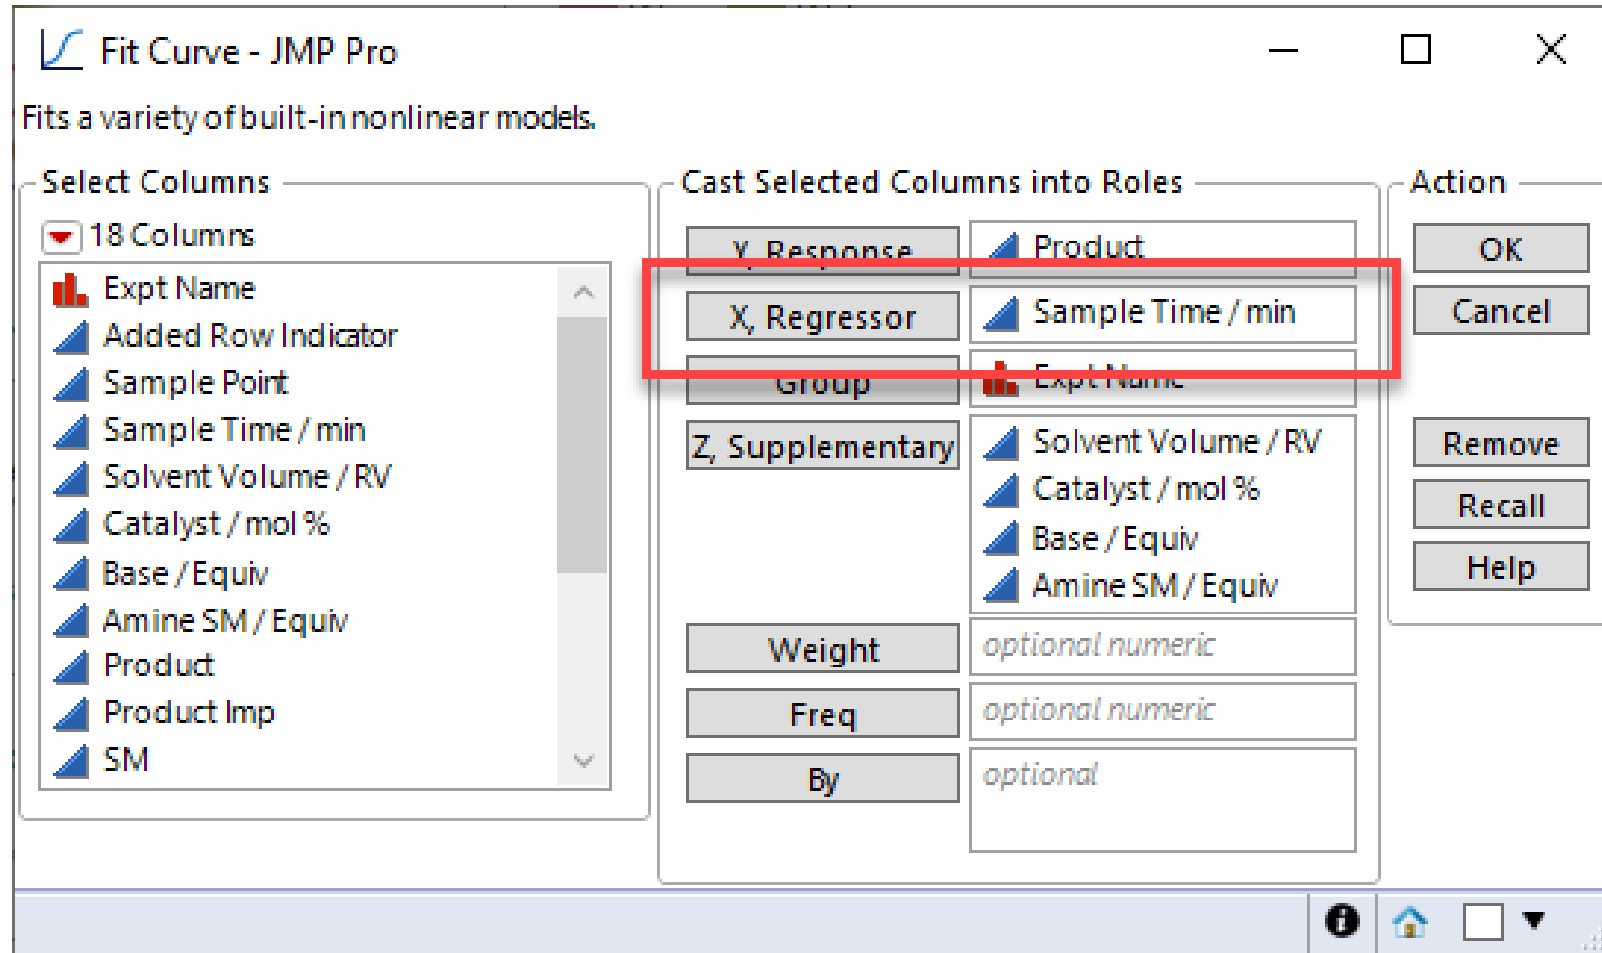 Fit Curve - JMP Pro
Fits a variety of built-in nonlinear models.
Select Columns
18 Columns
Expt Name
Added Row Indicator
Sample Point
Sample Time / min
Solvent Volume / RV
Catalyst / mol %
Base / Equiv
Amine SM / Equiv
Product
Product Imp
SM
Cast Selected Columns into Roles
Y, Response
Product
X, Regressor
Sample Time / min
Group
Expt Name
Z, Supplementary
Solvent Volume / RV
Catalyst / mol %
Base / Equiv
Amine SM / Equiv
Weight
optional numeric
Freq
optional numeric
By
optional
Action
OK
Cancel
Remove
Recall
Help